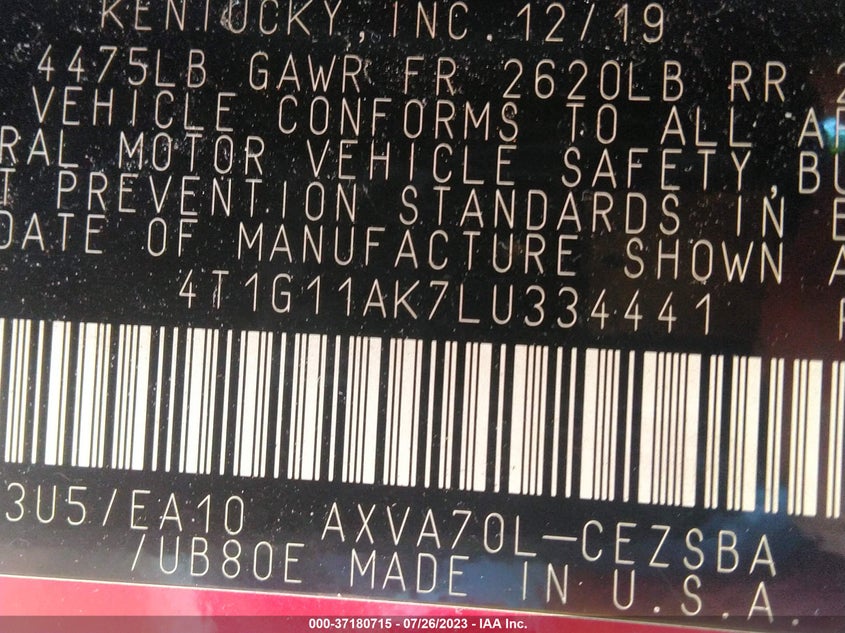 KENTUCKY, INC. 12/19
4475LB GAWR FR 2620LB RR
VEHICLE CONFORMS TO ALL
MOTOR VEHICLE SAFETY,
PREVENTION STANDARDS IN
DATE OF MANUFACTURE SHOWN
4T1G11AK7LU334441
3U5/EA10 AXVA70L-CEZSBA
/UB80E MADE IN U.S.A.
000-37180715 - 07/26/2023 - IAA Inc.